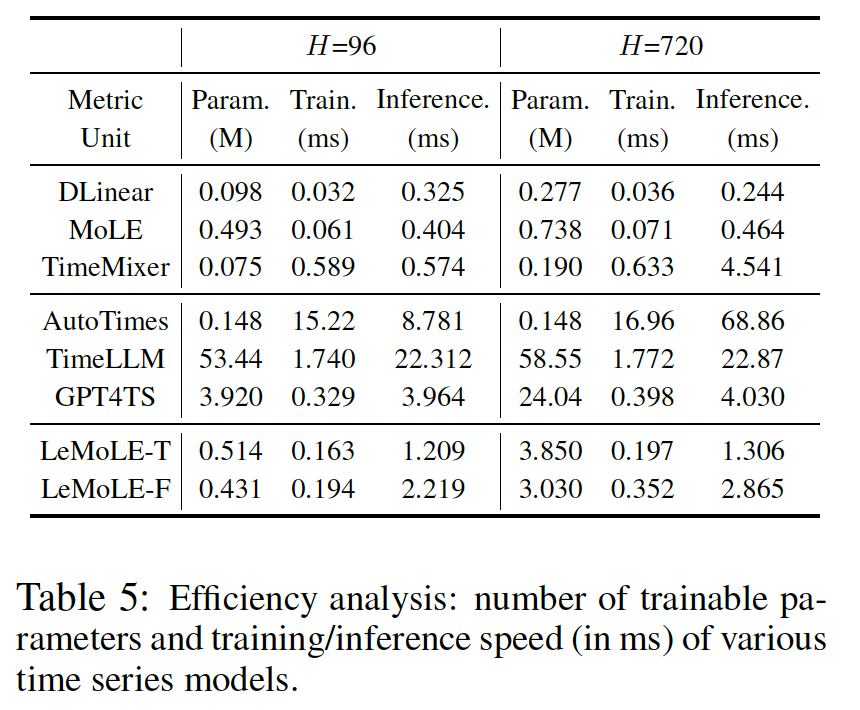 H=96 H=720
Metric Param. Train. Inference. Param. Train. Inference.
Unit (M) (ms) (ms) (M) (ms) (ms)
DLinear 0.098 0.032 0.325 0.277 0.036 0.244
MoLE 0.493 0.061 0.404 0.738 0.071 0.464
TimeMixer 0.075 0.589 0.574 0.190 0.633 4.541
AutoTimes 0.148 15.22 8.781 0.148 16.96 68.86
TimeLLM 53.44 1.740 22.312 58.55 1.772 22.87
GPT4TS 3.920 0.329 3.964 24.04 0.398 4.030
LeMoLE-T 0.514 0.163 1.209 3.850 0.197 1.306
LeMoLE-F 0.431 0.194 2.219 3.030 0.352 2.865
Table 5: Efficiency analysis: number of trainable pa-
rameters and training/inference speed (in ms) of various
time series models.